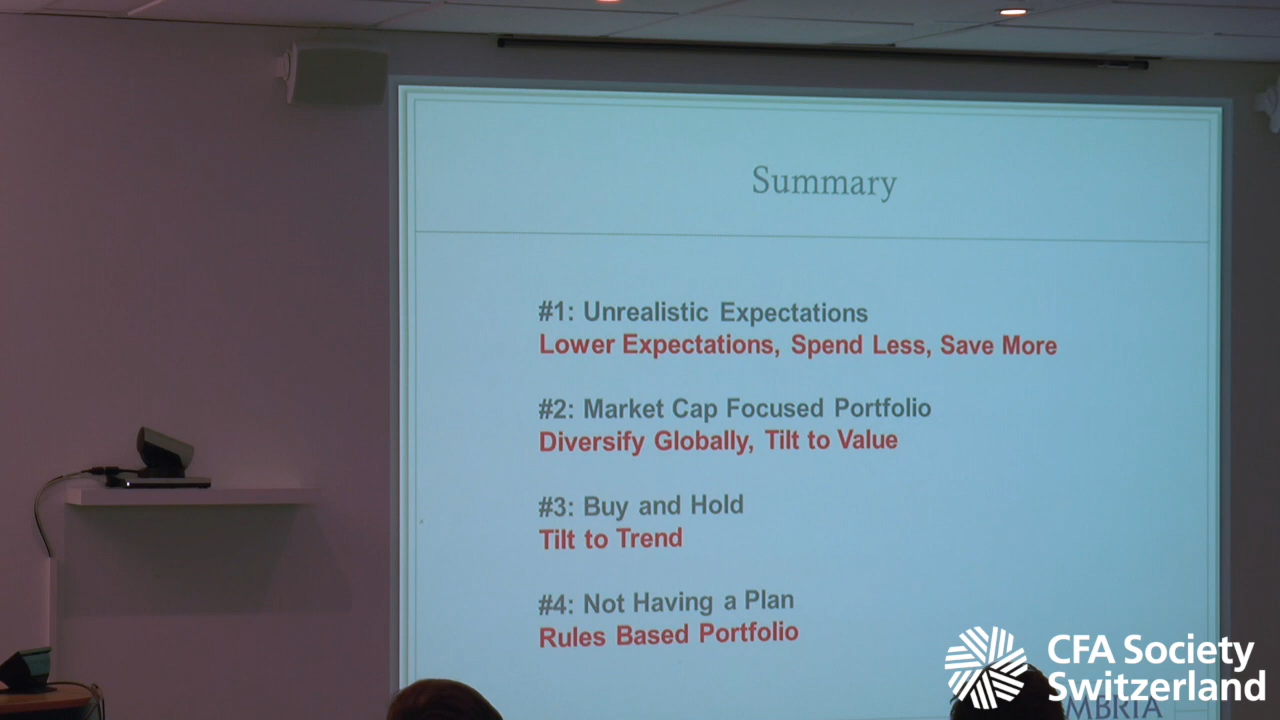 Summary
#1: Unrealistic Expectations
Lower Expectations, Spend Less, Save More
#2: Market Cap Focused Portfolio
Diversify Globally, Tilt to Value
#3: Buy and Hold
Tilt to Trend
#4: Not Having a Plan
Rules Based Portfolio
CFA Society
Switzerland